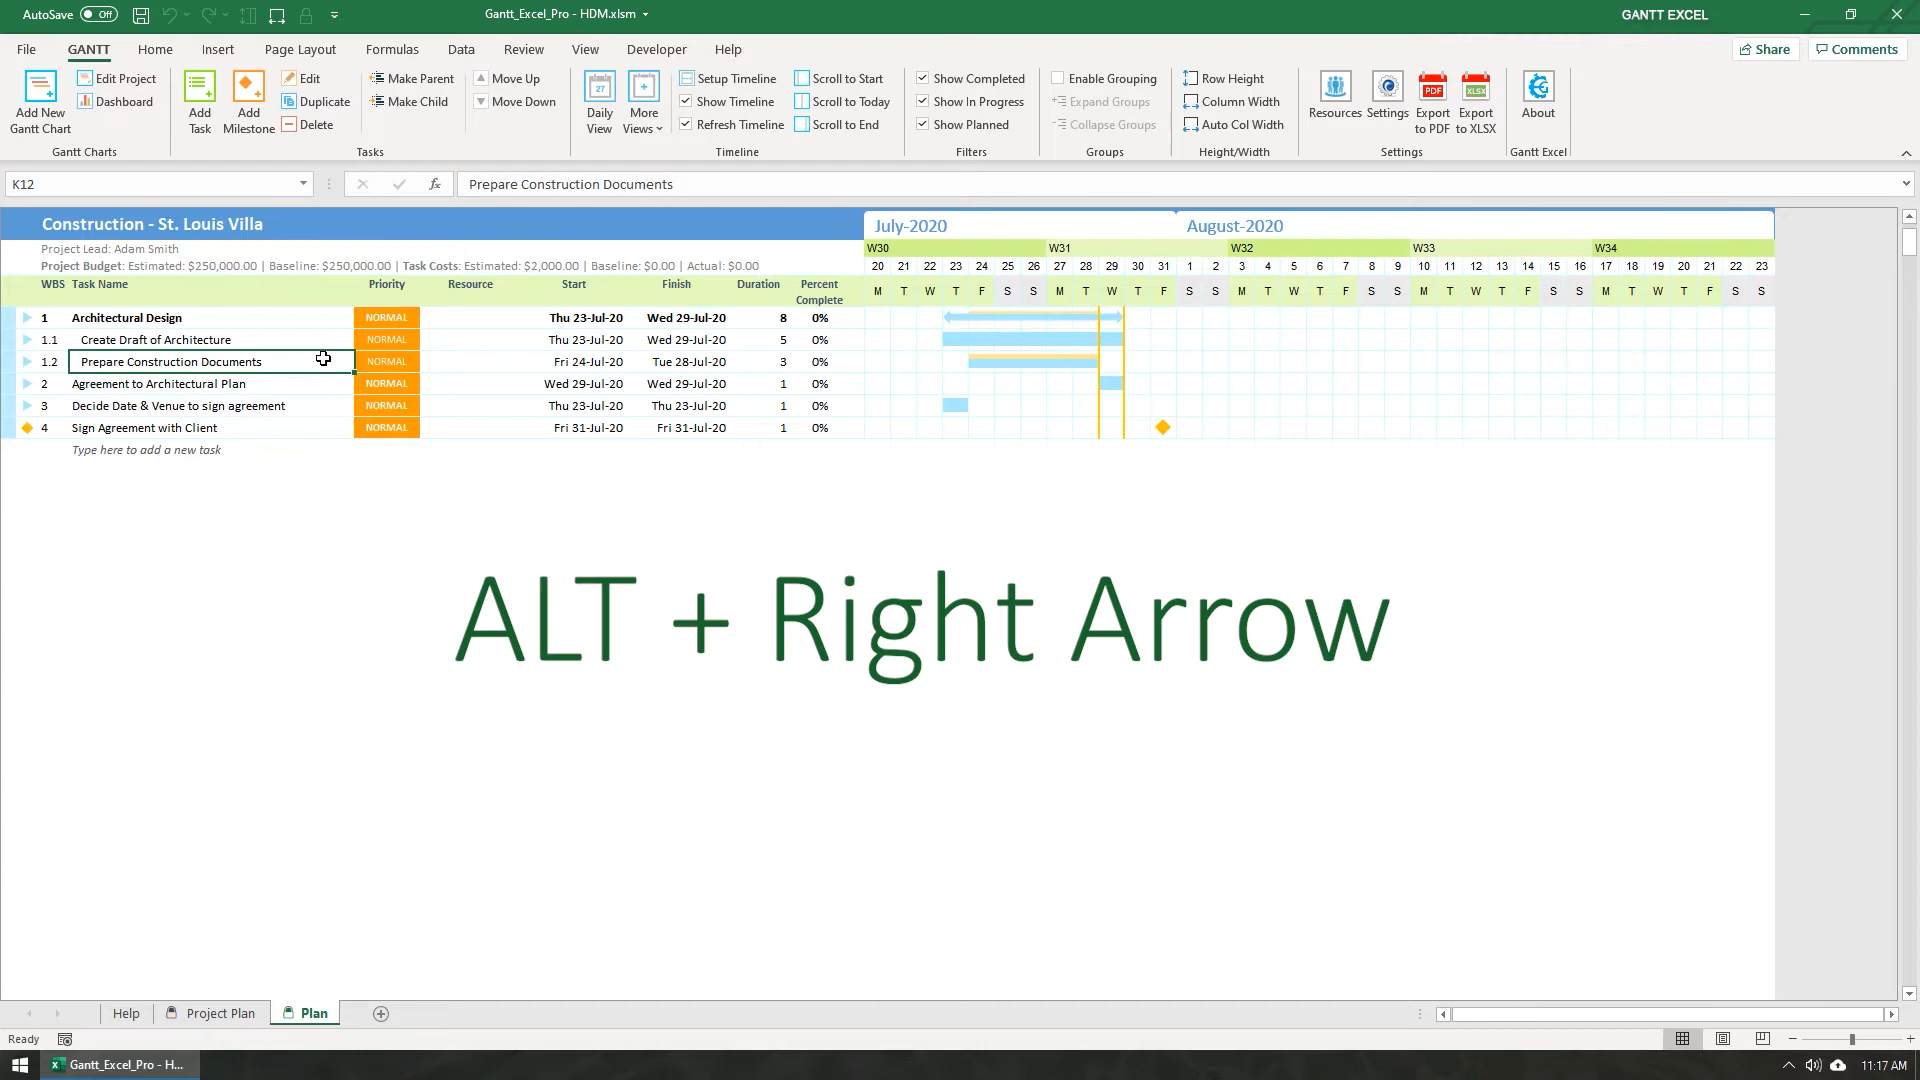 AutoSave Off Gantt_Excel_Pro - HDM.xlsm GANTT EXCEL
File GANTT Home Insert Page Layout Formulas Data Review View Developer Help Share Comments
Add New Gantt Chart
Edit Project
Dashboard
Gantt Charts
Add Task
Add Milestone
Edit
Duplicate
Delete
Make Parent
Make Child
Move Up
Move Down
Tasks
Daily View
27
More Views
Setup Timeline
Show Timeline
Refresh Timeline
Scroll to Start
Scroll to Today
Scroll to End
Timeline
Show Completed
Show In Progress
Show Planned
Filters
Enable Grouping
Expand Groups
Collapse Groups
Groups
Row Height
Column Width
Auto Col Width
Height/Width
Resources
Settings
PDF
Export to PDF
XLSX
Export to XLSX
Settings
About
Gantt Excel
K12 fx Prepare Construction Documents
Construction - St. Louis Villa July-2020 August-2020
Project Lead: Adam Smith W30 W31 W32 W33 W34
Project Budget: Estimated: $250,000.00 | Baseline: $250,000.00 | Task Costs: Estimated: $2,000.00 | Baseline: $0.00 | Actual: $0.00 20 21 22 23 24 25 26 27 28 29 30 31 1 2 3 4 5 6 7 8 9 10 11 12 13 14 15 16 17 18 19 20 21 22 23
WBS Task Name Priority Resource Start Finish Duration Percent Complete M T W T F S S M T W T F S S M T W T F S S M T W T F S S M T W T F S S
1 Architectural Design NORMAL Thu 23-Jul-20 Wed 29-Jul-20 8 0%
1.1 Create Draft of Architecture NORMAL Thu 23-Jul-20 Wed 29-Jul-20 5 0%
1.2 Prepare Construction Documents NORMAL Fri 24-Jul-20 Tue 28-Jul-20 3 0%
2 Agreement to Architectural Plan NORMAL Wed 29-Jul-20 Wed 29-Jul-20 1 0%
3 Decide Date & Venue to sign agreement NORMAL Thu 23-Jul-20 Thu 23-Jul-20 1 0%
4 Sign Agreement with Client NORMAL Fri 31-Jul-20 Fri 31-Jul-20 1 0%
Type here to add a new task
ALT + Right Arrow
Help Project Plan Plan
Ready
Gantt_Excel_Pro - H... 11:17 AM